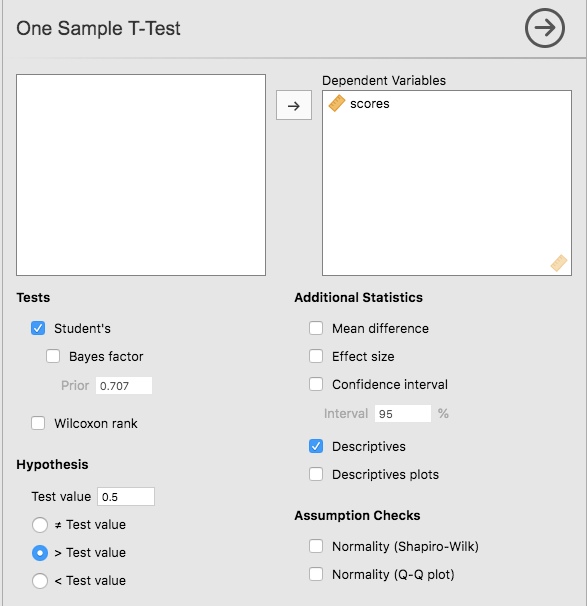 One Sample T-Test
Dependent Variables
scores
Tests
Student's
Bayes factor
Prior 0.707
Wilcoxon rank
Hypothesis
Test value 0.5
≠ Test value
> Test value
< Test value
Additional Statistics
Mean difference
Effect size
Confidence interval
Interval 95 %
Descriptives
Descriptives plots
Assumption Checks
Normality (Shapiro-Wilk)
Normality (Q-Q plot)